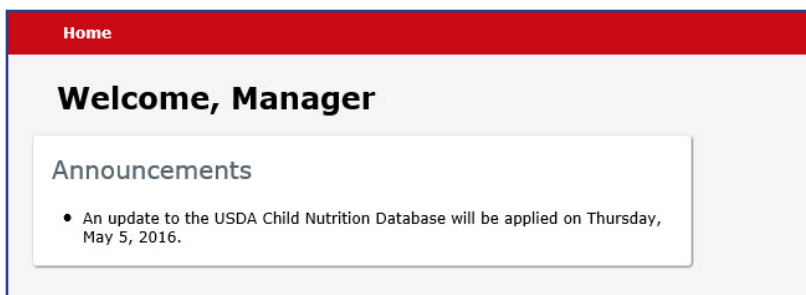 Home
Welcome, Manager
Announcements
• An update to the USDA Child Nutrition Database will be applied on Thursday,
May 5, 2016.